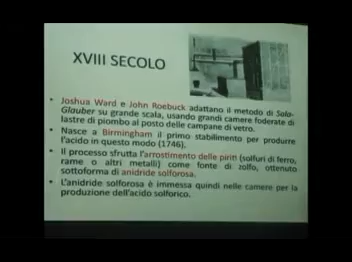 XVIII SECOLO
• Joshua Ward e John Roebuck adattano il metodo di Sala-
Glauber su grande scala, usando grandi camere foderate di
lastre di piombo al posto delle campane di vetro.
• Nasce a Birmingham il primo stabilimento per produrre
l'acido in questo modo (1746).
• Il processo sfrutta l'arrostimento delle piriti (solfuri di ferro,
rame o altri metalli) come fonte di zolfo, ottenuto
sottoforma di anidride solforosa.
• L'anidride solforosa è immessa quindi nelle camere per la
produzione dell'acido solforico.